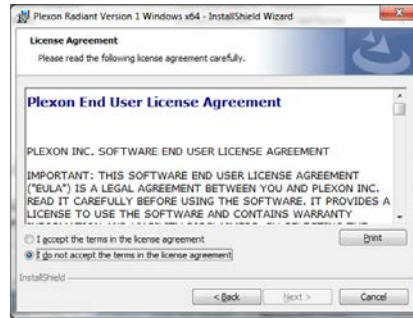 Plexon Radiant Version 1 Windows x64 - InstallShield Wizard
License Agreement
Please read the following license agreement carefully.
Plexon End User License Agreement
PLEXON INC. SOFTWARE END USER LICENSE AGREEMENT
IMPORTANT: THIS SOFTWARE END USER LICENSE AGREEMENT
("EULA") IS A LEGAL AGREEMENT BETWEEN YOU AND PLEXON INC.
READ IT CAREFULLY BEFORE USING THE SOFTWARE. IT PROVIDES A
LICENSE TO USE THE SOFTWARE AND CONTAINS WARRANTY
I accept the terms in the license agreement
Print
I do not accept the terms in the license agreement
InstallShield
< Back
Next >
Cancel